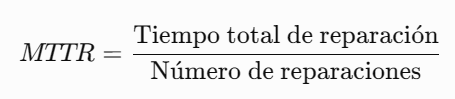 MTTR = Tiempo total de reparación
Número de reparaciones